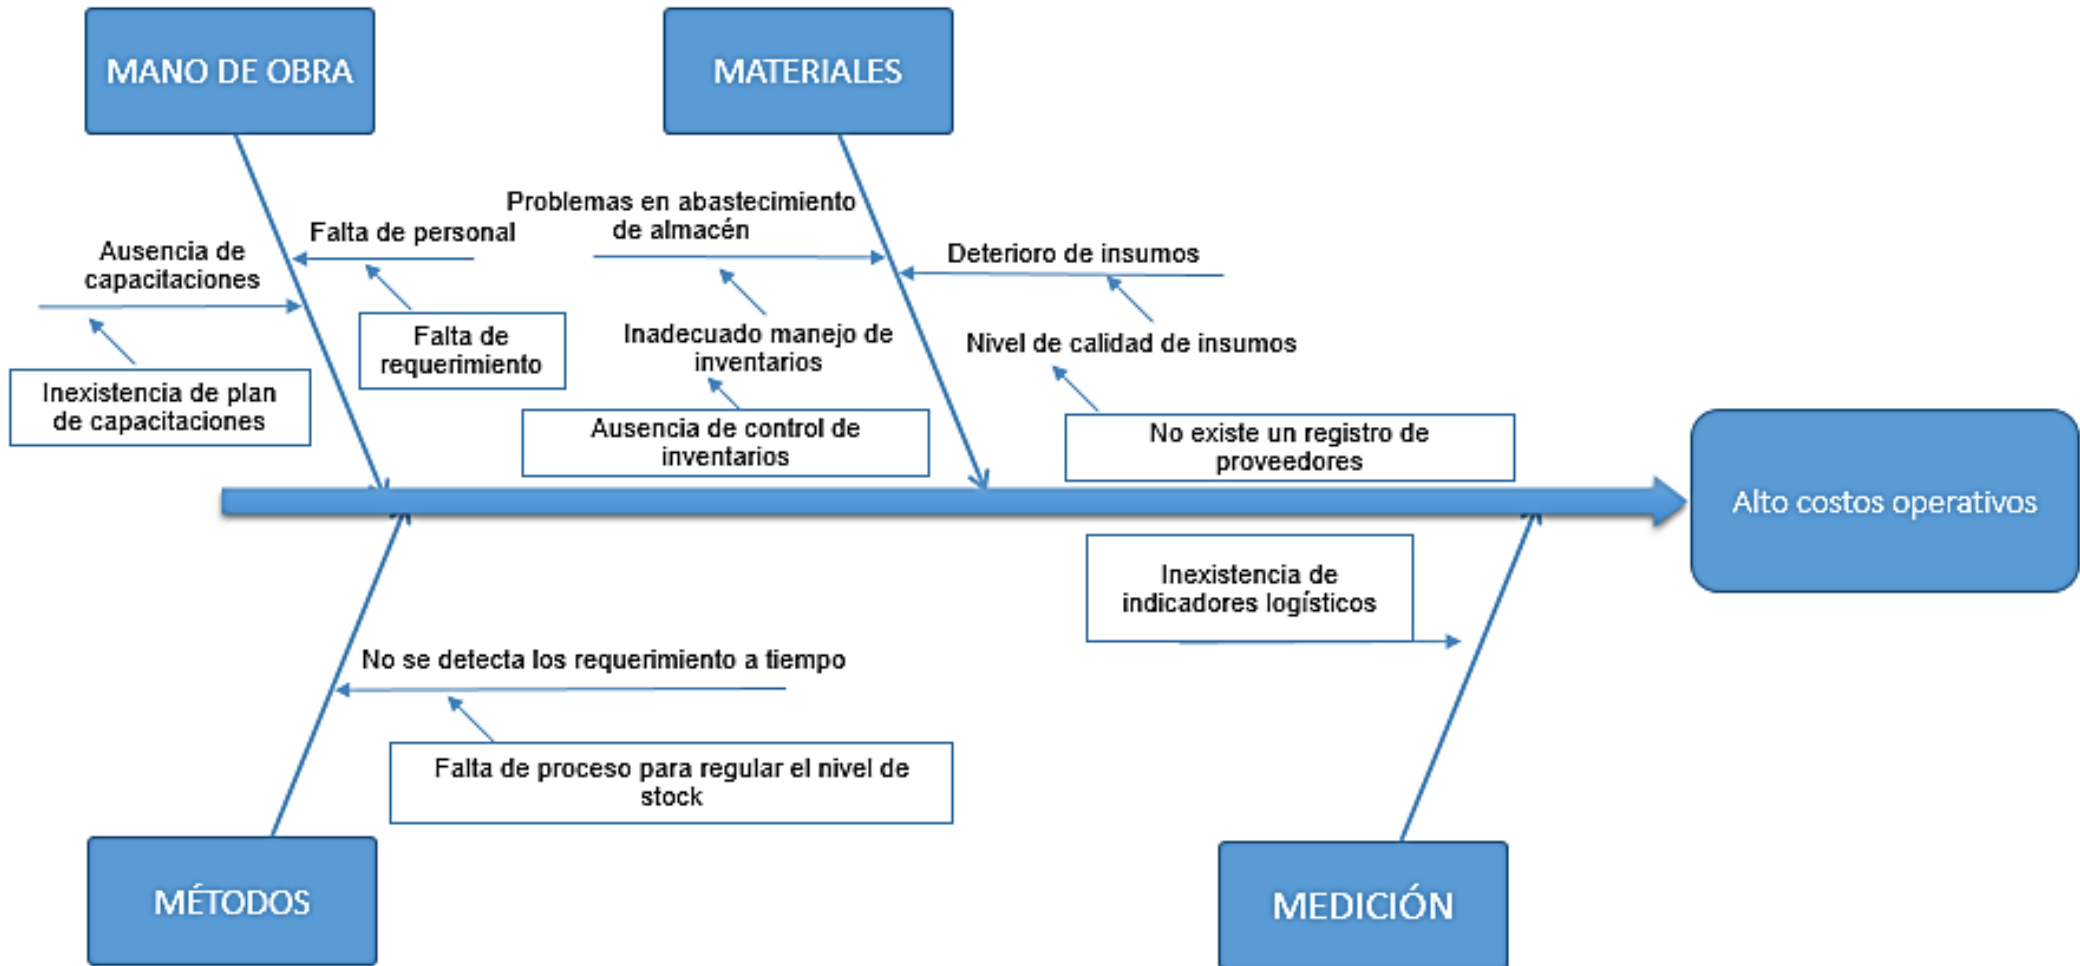 MANO DE OBRA
MATERIALES
Problemas en abastecimiento
de almacén
Falta de personal
Ausencia de
capacitaciones
Deterioro de insumos
Falta de
requerimiento
Inadecuado manejo de
inventarios
Nivel de calidad de insumos
Inexistencia de plan
de capacitaciones
Ausencia de control de
inventarios
No existe un registro de
proveedores
Alto costos operativos
Inexistencia de
indicadores logísticos
No se detecta los requerimiento a tiempo
Falta de proceso para regular el nivel de
stock
MÉTODOS
MEDICIÓN